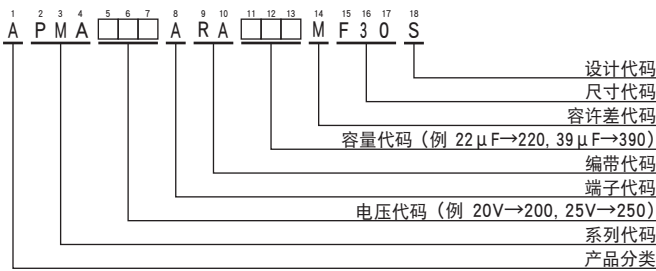 1 2 3 4 5 6 7 8 9 10 11 12 13 14 15 16 17 18
A P M A □□□ A R A □□□ M F 3 0 S
设计代码
尺寸代码
容许差代码
容量代码（例 22μF→220, 39μF→390）
编带代码
端子代码
电压代码（例 20V→200, 25V→250）
系列代码
产品分类